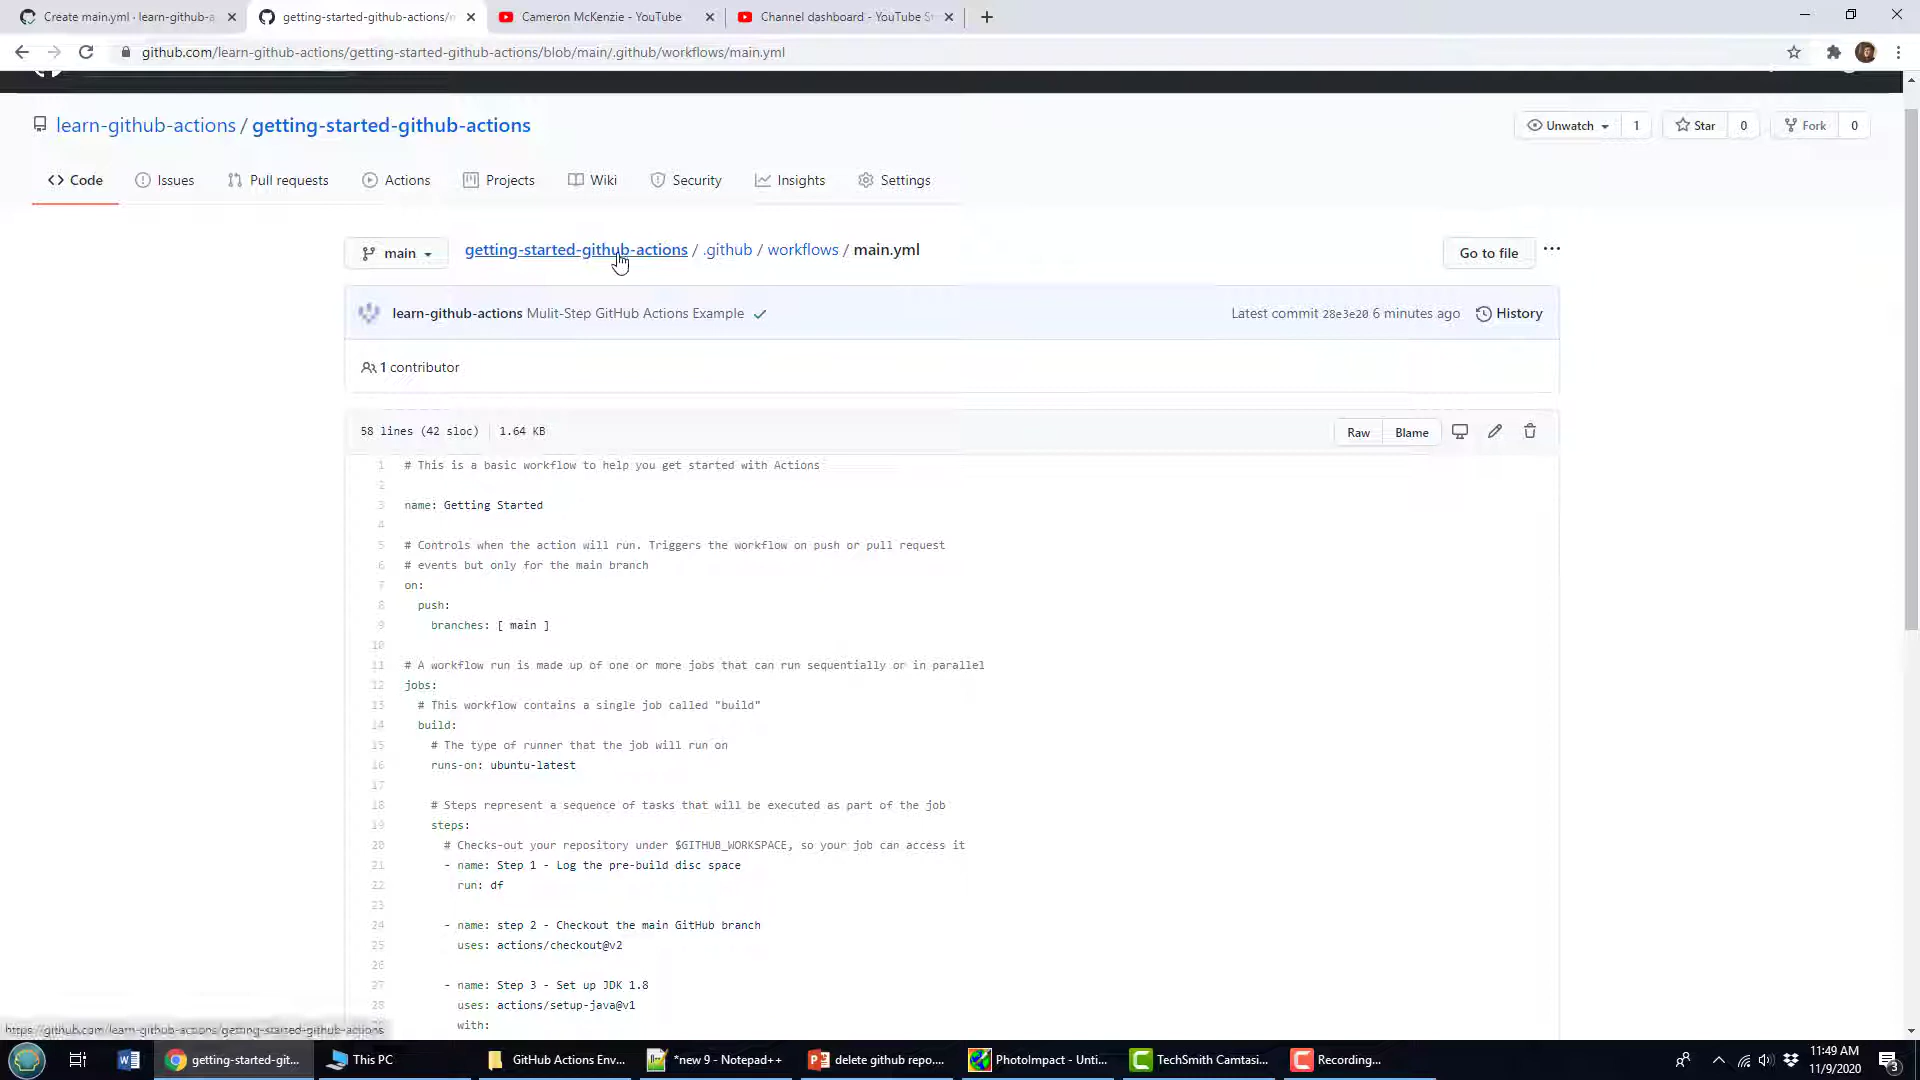 Create main.yml · learn-github-a
getting-started-github-actions/m
Cameron McKenzie - YouTube
Channel dashboard - YouTube St
github.com/learn-github-actions/getting-started-github-actions/blob/main/.github/workflows/main.yml
learn-github-actions / getting-started-github-actions
Unwatch 1
Star 0
Fork 0
Code
Issues
Pull requests
Actions
Projects
Wiki
Security
Insights
Settings
main
getting-started-github-actions / .github / workflows / main.yml
Go to file
learn-github-actions Mulit-Step GitHub Actions Example
Latest commit 28e3e20 6 minutes ago
History
1 contributor
58 lines (42 sloc) 1.64 KB
Raw
Blame
1 # This is a basic workflow to help you get started with Actions
2
3 name: Getting Started
4
5 # Controls when the action will run. Triggers the workflow on push or pull request
6 # events but only for the main branch
7 on:
8 push:
9 branches: [ main ]
10
11 # A workflow run is made up of one or more jobs that can run sequentially or in parallel
12 jobs:
13 # This workflow contains a single job called "build"
14 build:
15 # The type of runner that the job will run on
16 runs-on: ubuntu-latest
17
18 # Steps represent a sequence of tasks that will be executed as part of the job
19 steps:
20 # Checks-out your repository under $GITHUB_WORKSPACE, so your job can access it
21 - name: Step 1 - Log the pre-build disc space
22 run: df
23
24 - name: step 2 - Checkout the main GitHub branch
25 uses: actions/checkout@v2
26
27 - name: Step 3 - Set up JDK 1.8
28 uses: actions/setup-java@v1
with:
https://github.com/learn-github-actions/getting-started-github-actions
getting-started-git...
This PC
GitHub Actions Env...
*new 9 - Notepad++
delete github repo....
PhotoImpact - Unti...
TechSmith Camtasi...
Recording...
11:49 AM
11/9/2020
3